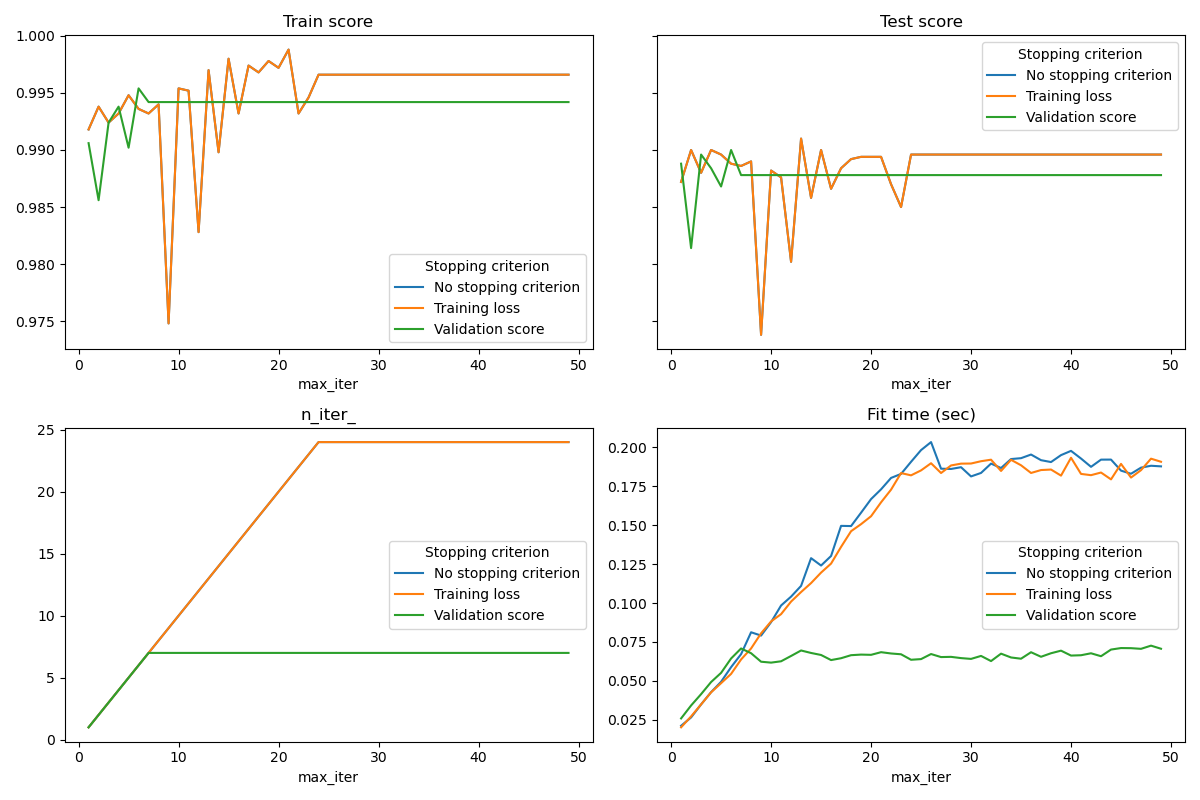 Train score
1.000
0.995
0.990
0.985
0.980
0.975
Stopping criterion
No stopping criterion
Training loss
Validation score
0 10 20 30 40 50
max_iter
Test score
Stopping criterion
No stopping criterion
Training loss
Validation score
0 10 20 30 40 50
max_iter
n_iter_
25
20
15
10
5
0
Stopping criterion
No stopping criterion
Training loss
Validation score
0 10 20 30 40 50
max_iter
Fit time (sec)
0.200
0.175
0.150
0.125
0.100
0.075
0.050
0.025
Stopping criterion
No stopping criterion
Training loss
Validation score
0 10 20 30 40 50
max_iter